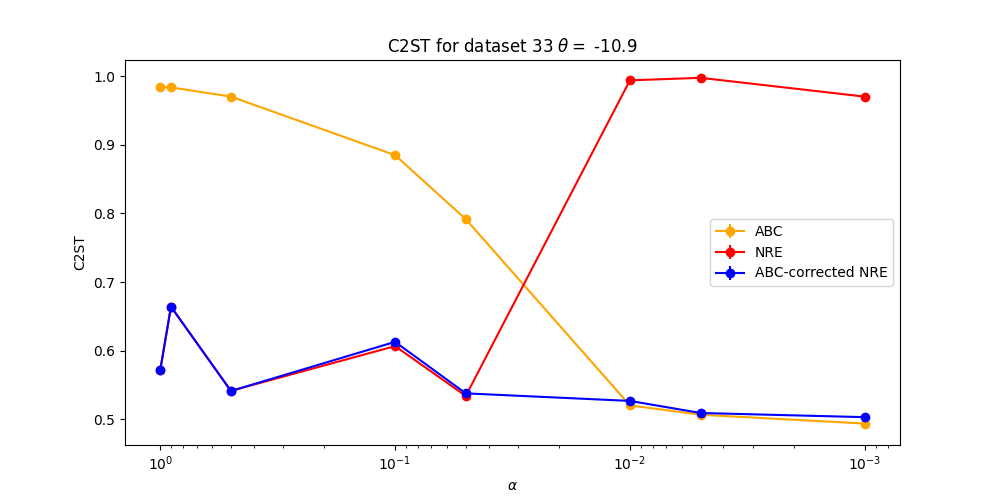 C2ST for dataset 33 θ = -10.9
C2ST
1.0
0.9
0.8
0.7
0.6
0.5
ABC
NRE
ABC-corrected NRE
10⁰
10⁻¹
10⁻²
10⁻³
α